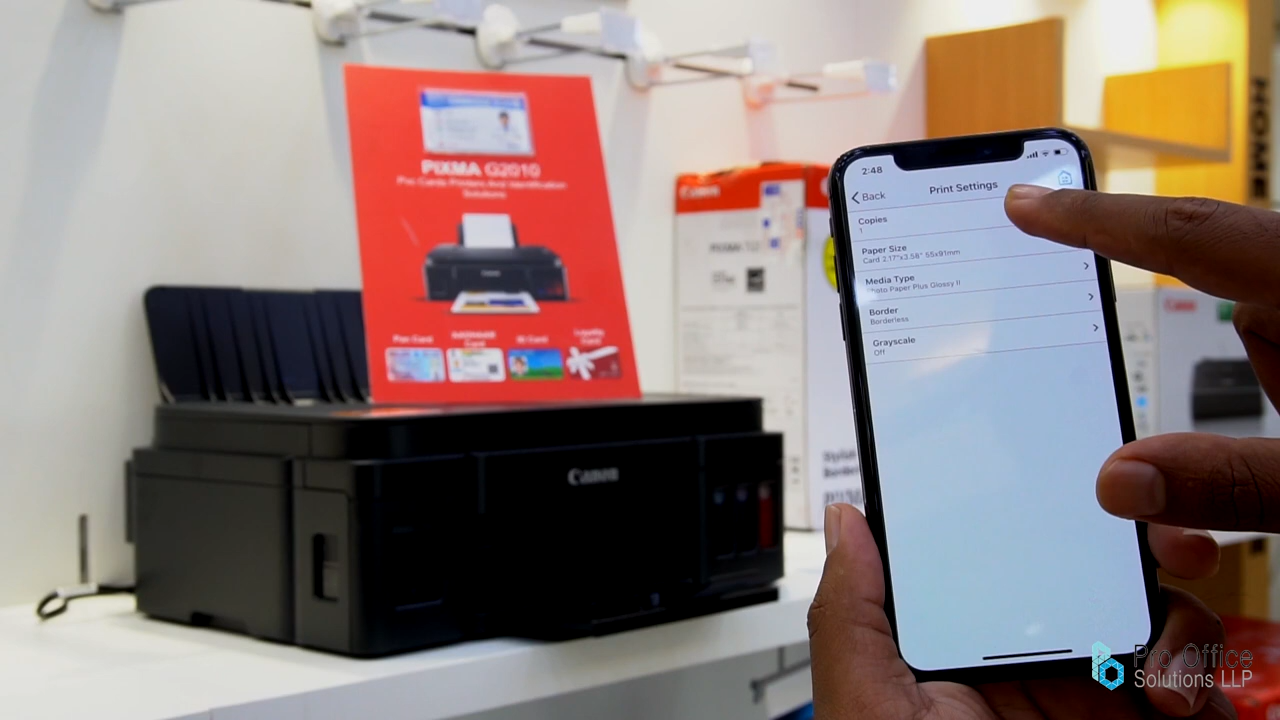 PIXMA G2010
Pvc Cards Printers And Identification
Solutions
Pan Card
AADHAAR
Card
ID Card
Loyalty
Card
Canon
Canon
Canon
HOME
2:48
Back
Print Settings
Copies
1
Paper Size
Card 2.17"x3.58" 55x91mm
Media Type
Photo Paper Plus Glossy II
Border
Borderless
Grayscale
Off
Pro Office
Solutions LLP